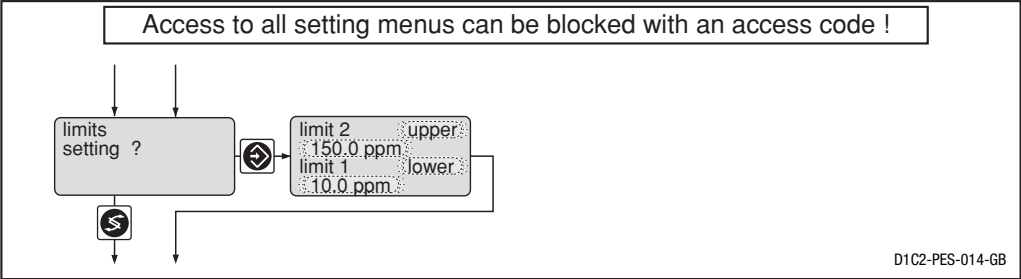 Access to all setting menus can be blocked with an access code !
limits
setting ?
limit 2 upper
150.0 ppm
limit 1 lower
10.0 ppm
D1C2-PES-014-GB